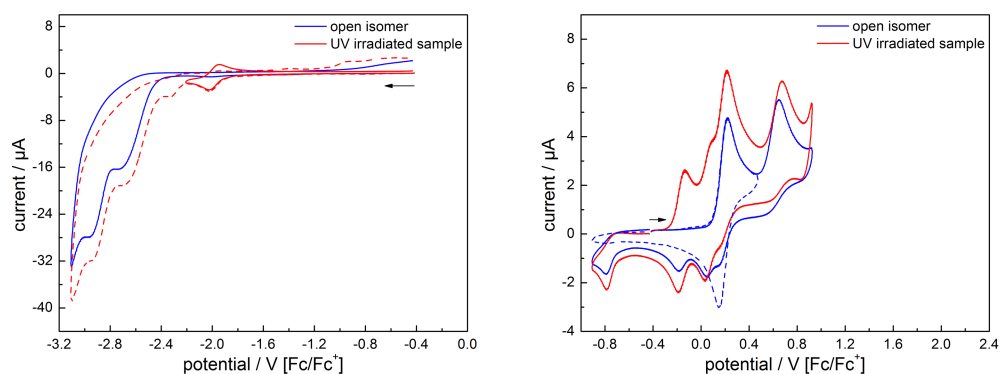 8
0
-8
-16
-24
-32
-40
current / µA
open isomer
UV irradiated sample
-3.2 -2.8 -2.4 -2.0 -1.6 -1.2 -0.8 -0.4 0.0
potential / V [Fc/Fc+]
8
6
4
2
0
-2
-4
current / µA
open isomer
UV irradiated sample
-0.8 -0.4 0.0 0.4 0.8 1.2 1.6 2.0 2.4
potential / V [Fc/Fc+]